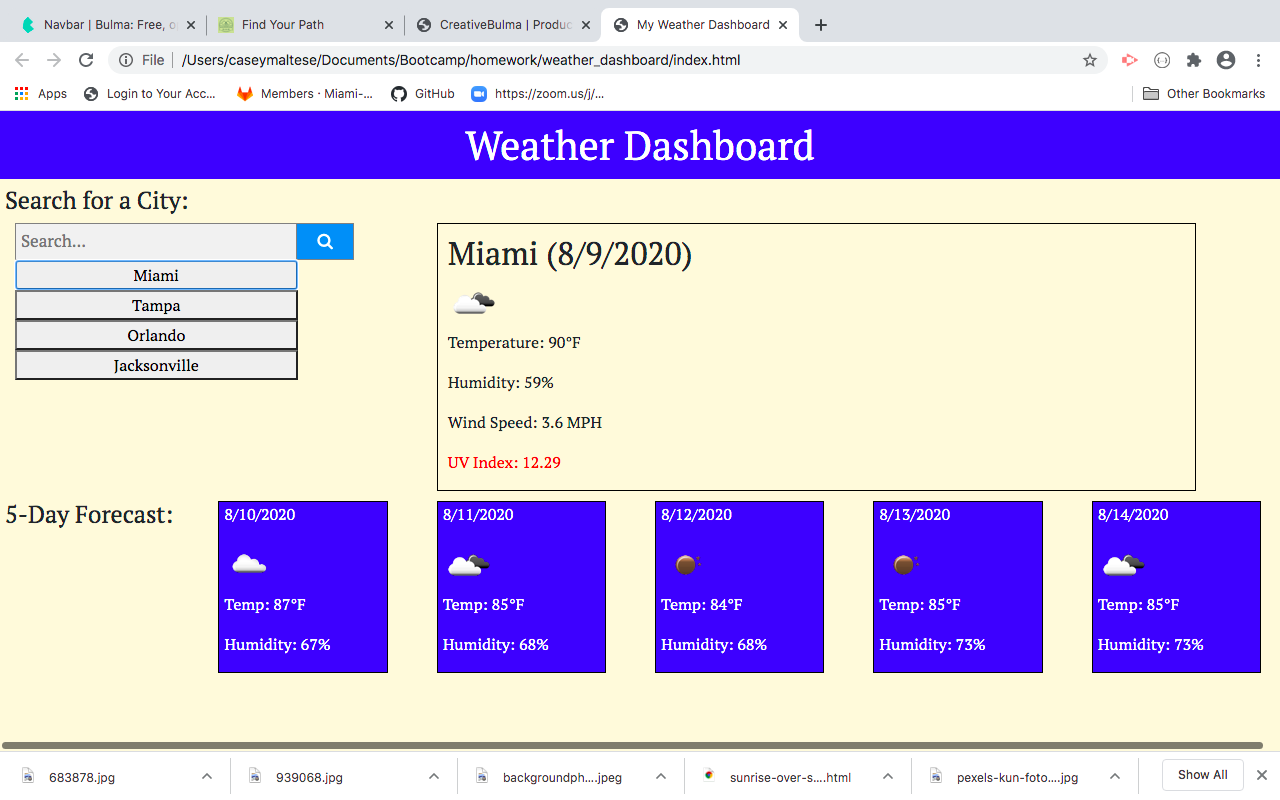 Navbar | Bulma: Free, o
Find Your Path
CreativeBulma | Produc
My Weather Dashboard
File
/Users/caseymaltese/Documents/Bootcamp/homework/weather_dashboard/index.html
Apps
Login to Your Acc...
Members · Miami-...
GitHub
https://zoom.us/j/...
Other Bookmarks
Weather Dashboard
Search for a City:
Search...
Miami
Tampa
Orlando
Jacksonville
Miami (8/9/2020)
Temperature: 90°F
Humidity: 59%
Wind Speed: 3.6 MPH
UV Index: 12.29
5-Day Forecast:
8/10/2020
Temp: 87°F
Humidity: 67%
8/11/2020
Temp: 85°F
Humidity: 68%
8/12/2020
Temp: 84°F
Humidity: 68%
8/13/2020
Temp: 85°F
Humidity: 73%
8/14/2020
Temp: 85°F
Humidity: 73%
683878.jpg
939068.jpg
backgroundph....jpeg
sunrise-over-s....html
pexels-kun-foto....jpg
Show All